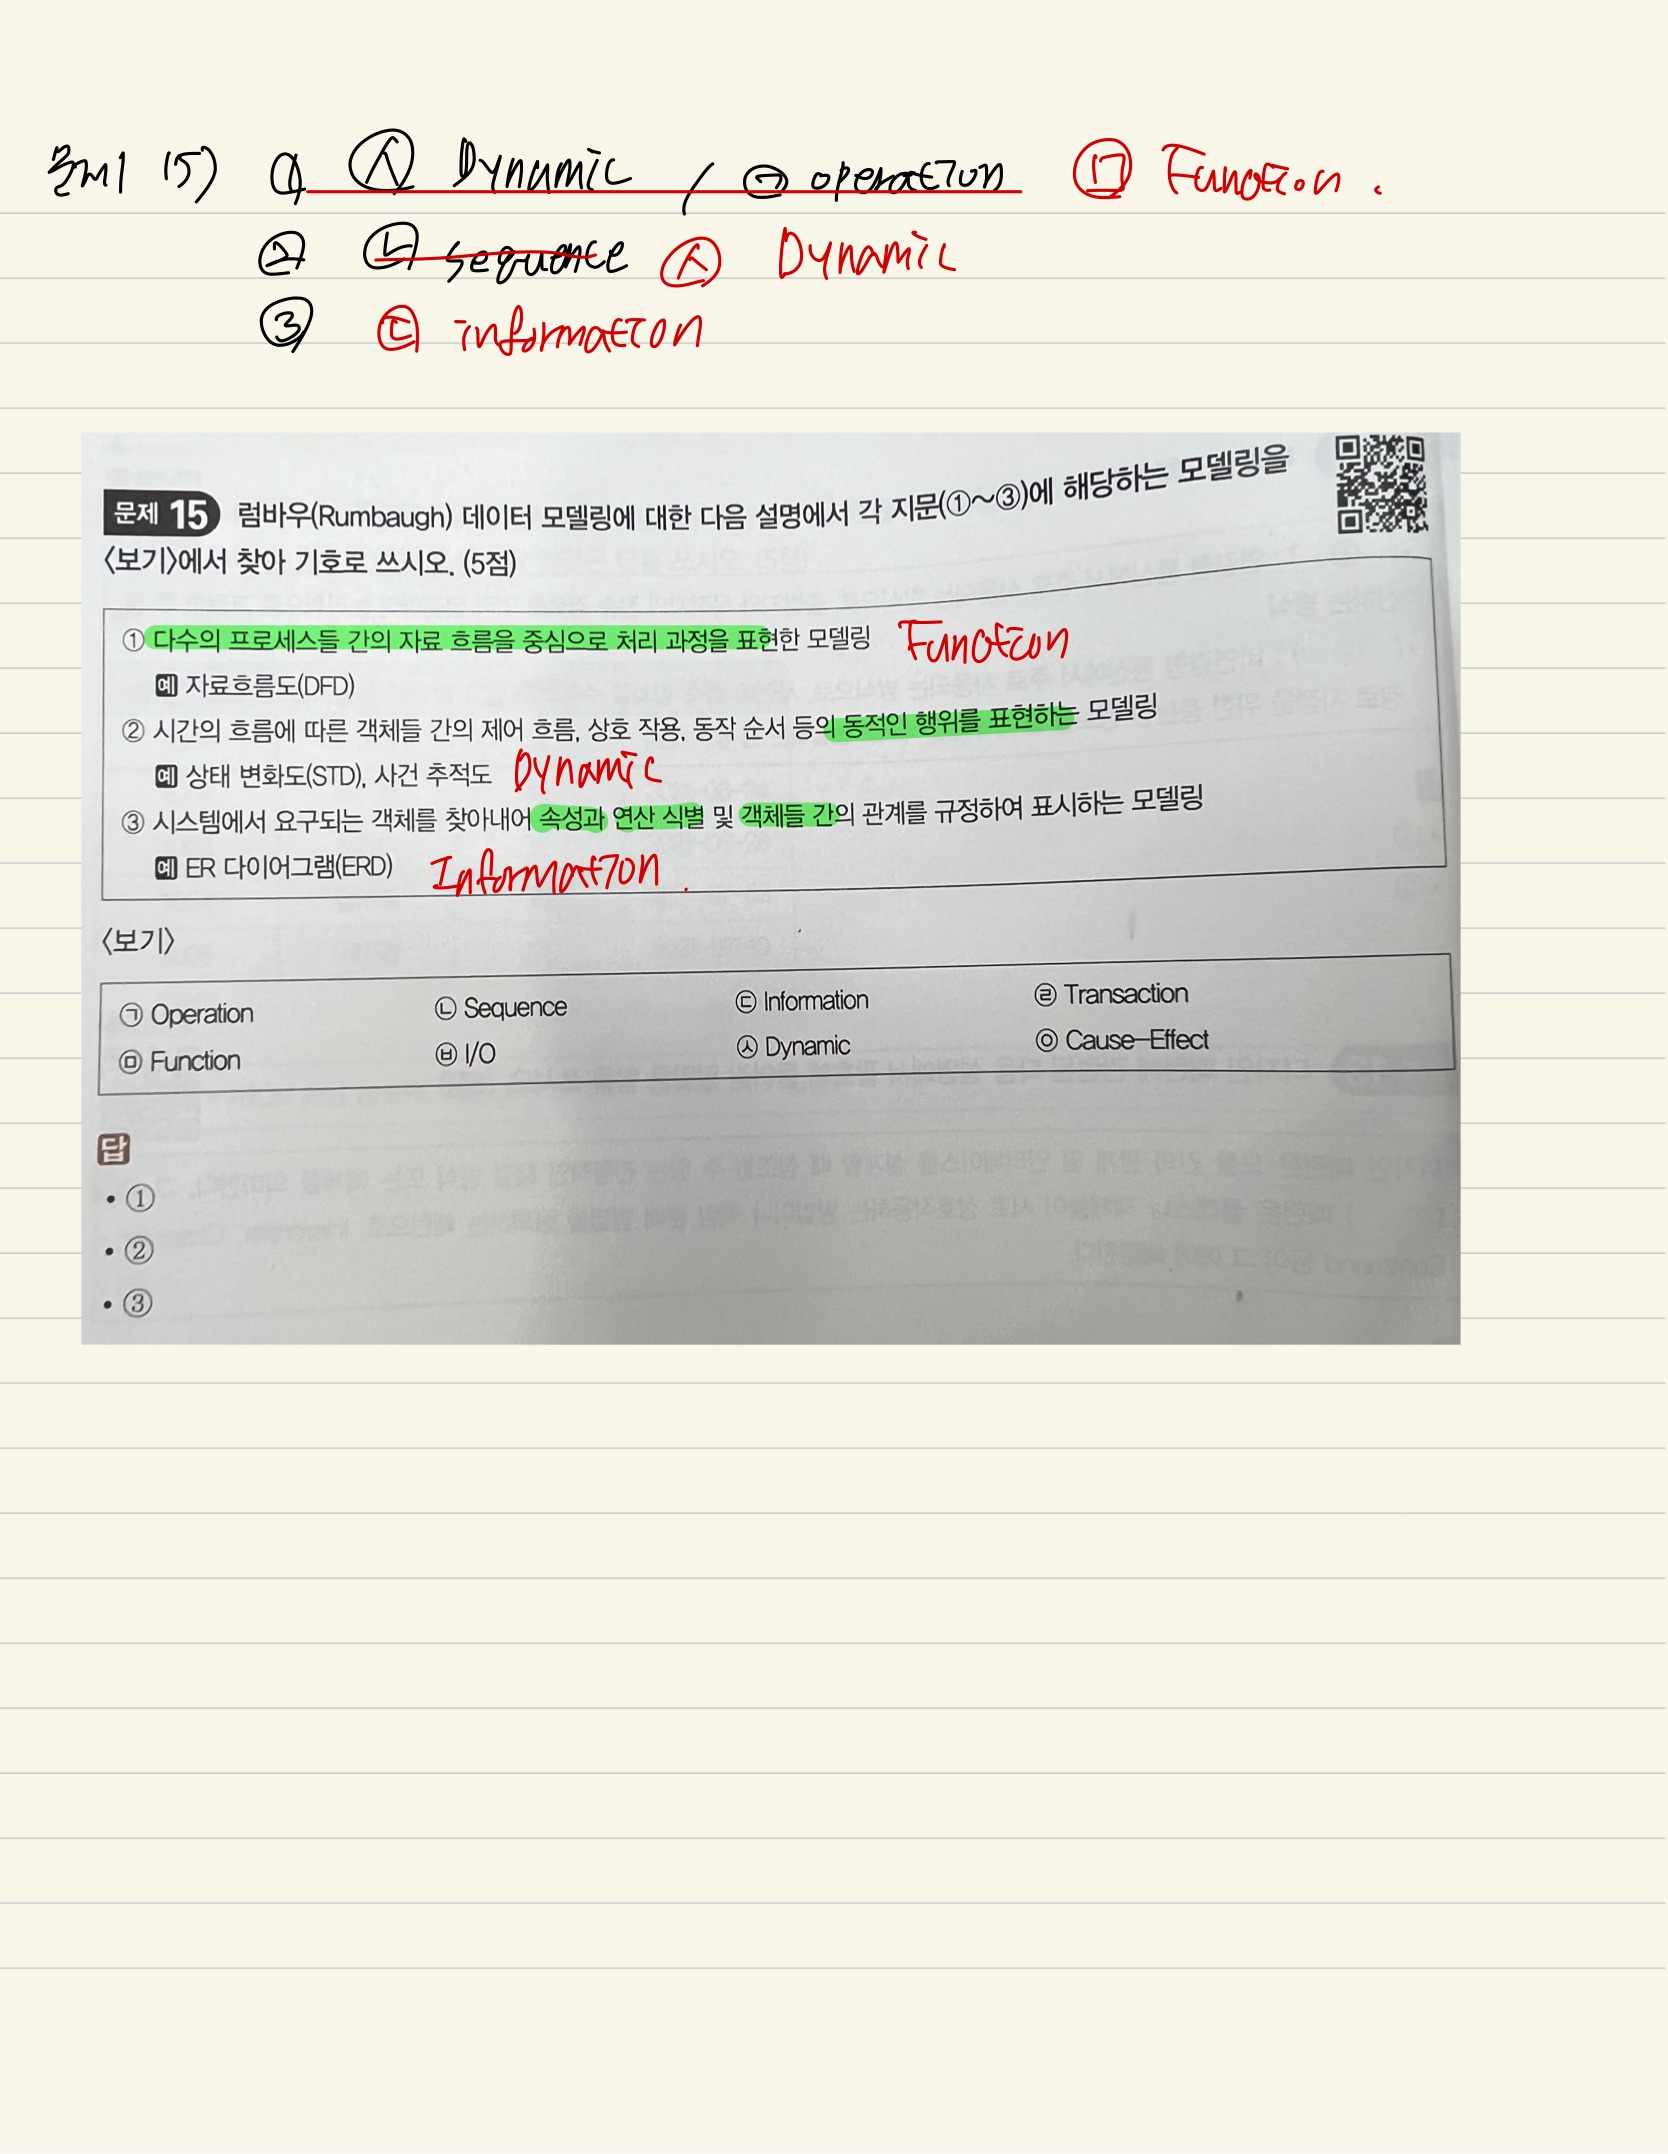 문제 15) ① ㉦ Dynamic / ㉠ operation ㉤ Function.
② ㉡ sequence ㉦ Dynamic
③ ㉢ information
문제 15 럼바우(Rumbaugh) 데이터 모델링에 대한 다음 설명에서 각 지문(①~③)에 해당하는 모델링을
<보기>에서 찾아 기호로 쓰시오. (5점)
① 다수의 프로세스들 간의 자료 흐름을 중심으로 처리 과정을 표현한 모델링 Function
예 자료흐름도(DFD)
② 시간의 흐름에 따른 객체들 간의 제어 흐름, 상호 작용, 동작 순서 등의 동적인 행위를 표현하는 모델링
예 상태 변화도(STD), 사건 추적도 Dynamic
③ 시스템에서 요구되는 객체를 찾아내어 속성과 연산 식별 및 객체들 간의 관계를 규정하여 표시하는 모델링
예 ER 다이어그램(ERD) Information.
<보기>
㉠ Operation ㉡ Sequence ㉢ Information ㉣ Transaction
㉤ Function ㉥ I/O ㉦ Dynamic ㉧ Cause-Effect
답
• ①
• ②
• ③